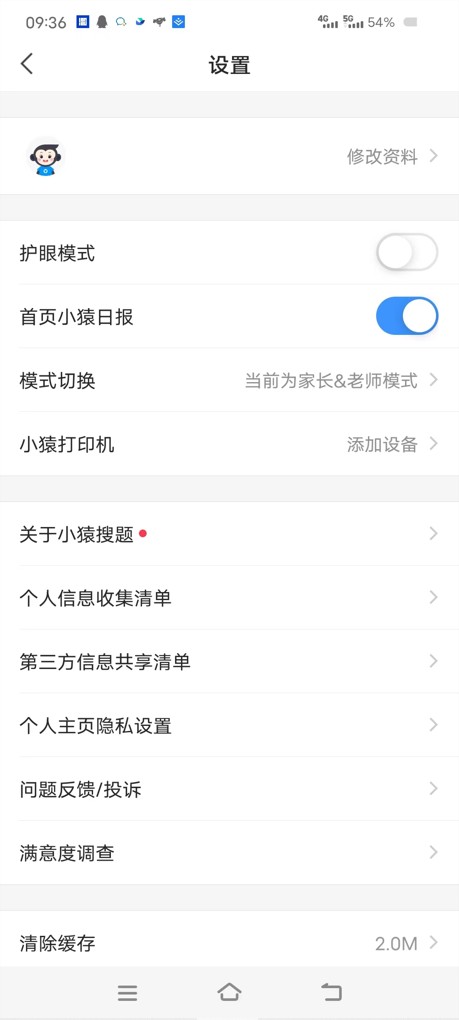 09:36
4G 5G 54%
设置
修改资料
护眼模式
首页小猿日报
模式切换 当前为家长&老师模式
小猿打印机 添加设备
关于小猿搜题
个人信息收集清单
第三方信息共享清单
个人主页隐私设置
问题反馈/投诉
满意度调查
清除缓存 2.0M